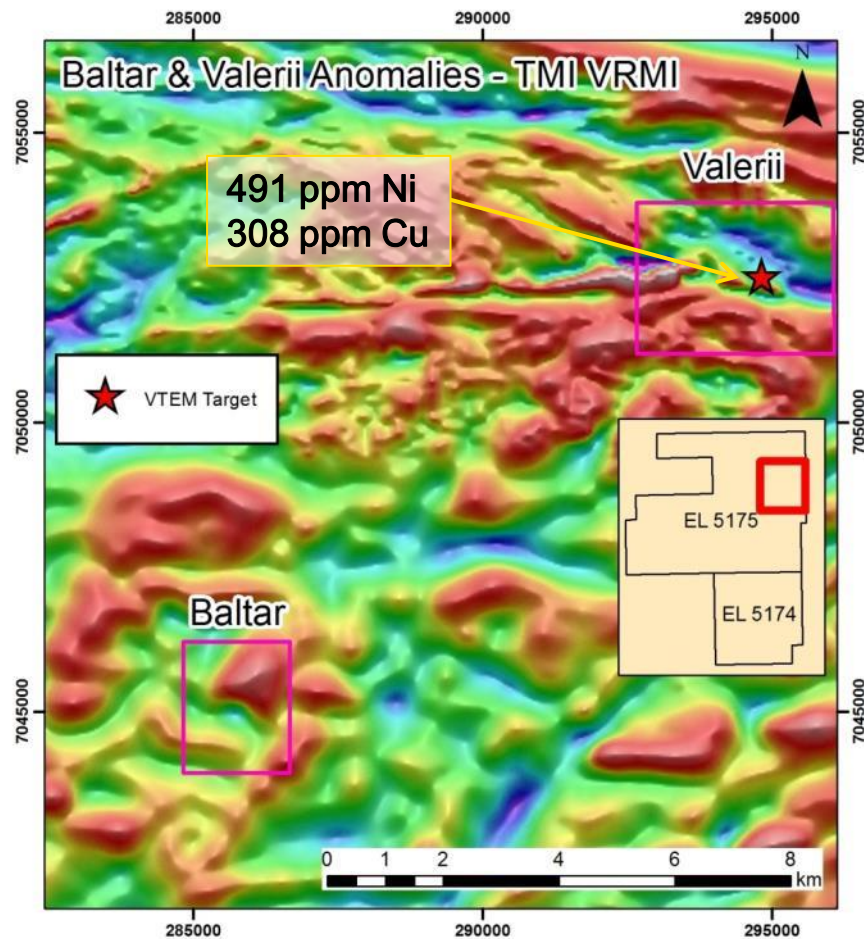 285000
290000
295000
Baltar & Valerii Anomalies - TMI VRMI
N
7055000
7055000
Valerii
491 ppm Ni
308 ppm Cu
VTEM Target
7050000
7050000
EL 5175
EL 5174
Baltar
7045000
7045000
0 1 2 4 6 8
km
285000
290000
295000